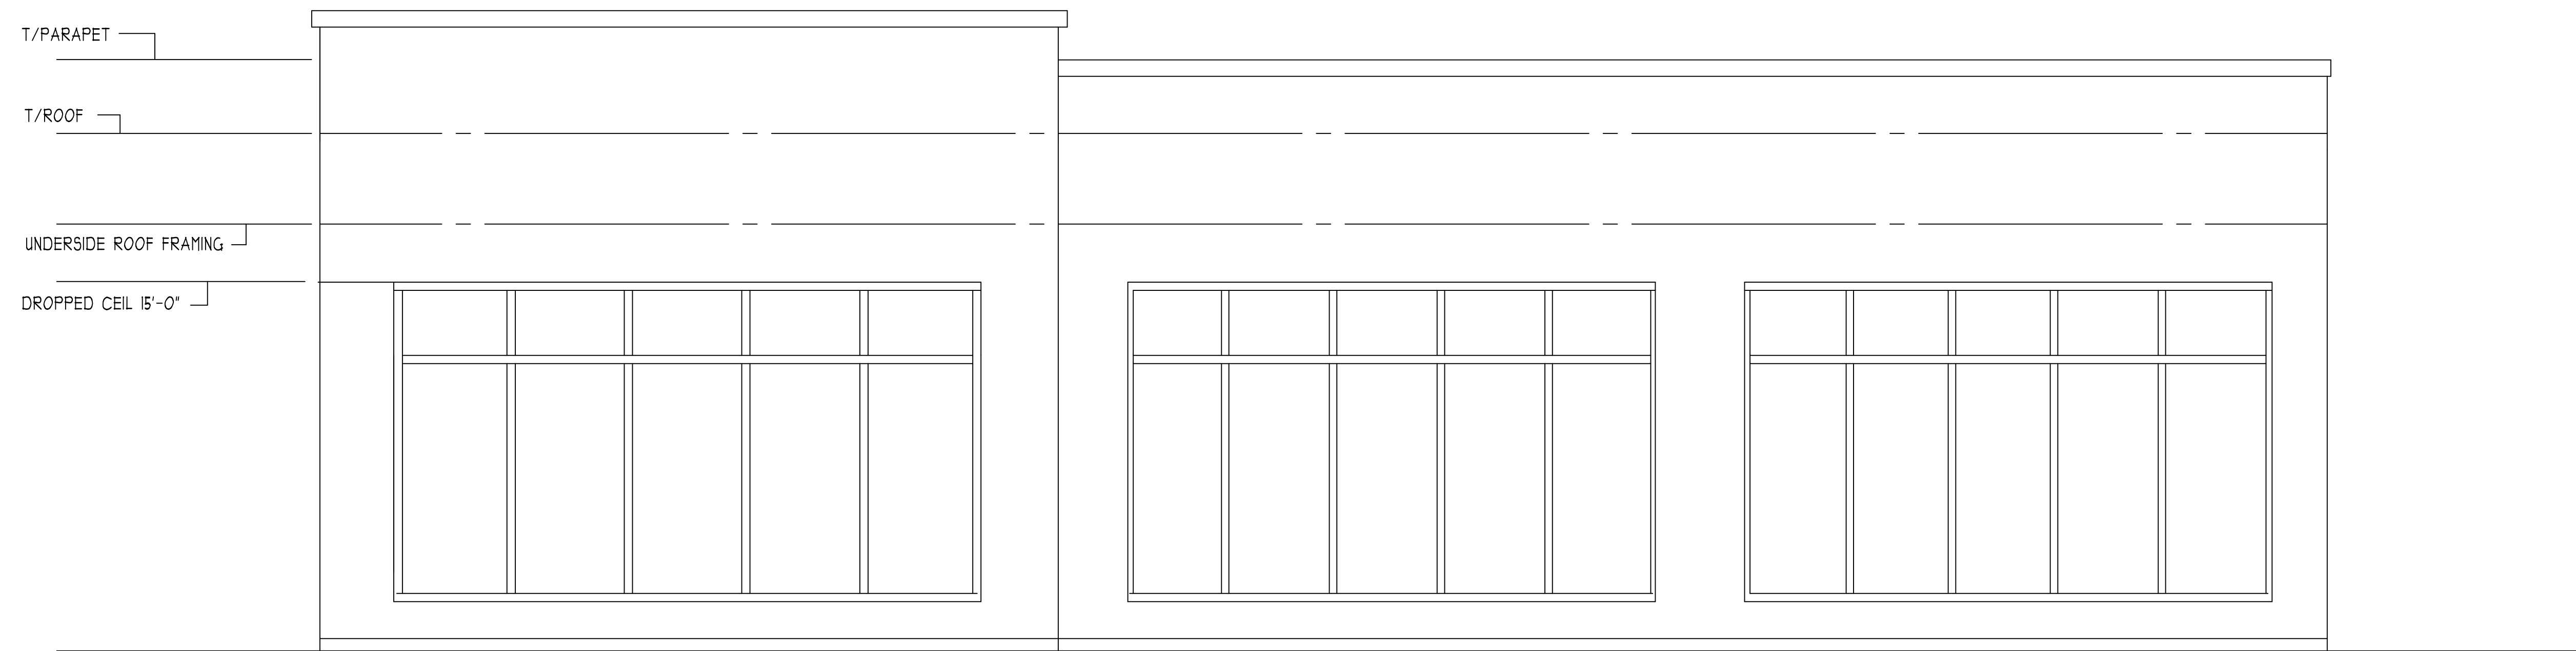 T/PARAPET
T/ROOF
UNDERSIDE ROOF FRAMING
DROPPED CEIL 15'-0"